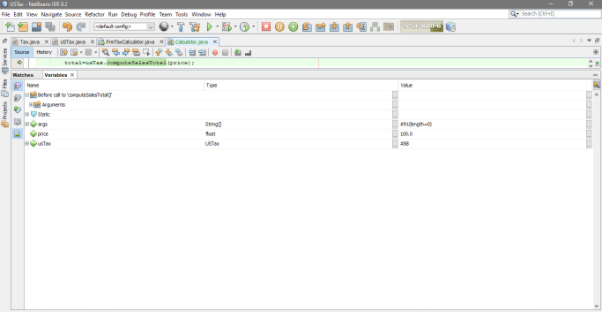 USTax - NetBeans IDE 8.2
File Edit View Navigate Source Refactor Run Debug Profile Team Tools Window Help
Search (Ctrl+I)
<default config>
Tax.java
USTax.java
Calculator.java
Source History
total=usTax.computeSalesTotal(price);
Watches Variables
Name Type Value
Before call to 'computeSalesTotal()'
Arguments
Static
args String[] #91(length=0)
price float 100.0
usTax USTax #88
Services
Files
Projects